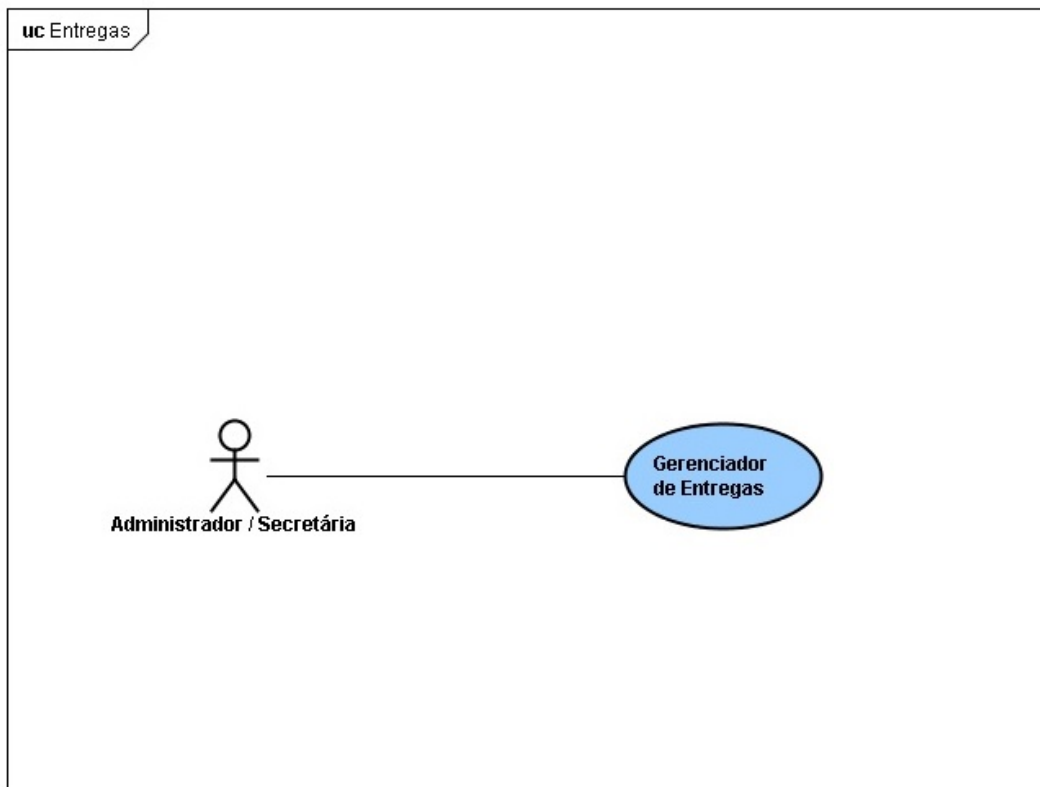 uc Entregas
Administrador / Secretária
Gerenciador
de Entregas